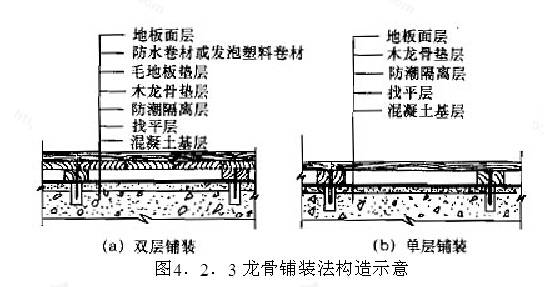 地板面层
防水卷材或发泡塑料卷材
毛地板垫层
木龙骨垫层
防潮隔离层
找平层
混凝土基层
(a) 双层铺装
地板面层
木龙骨垫层
防潮隔离层
找平层
混凝土基层
(b) 单层铺装
图4．2．3龙骨铺装法构造示意